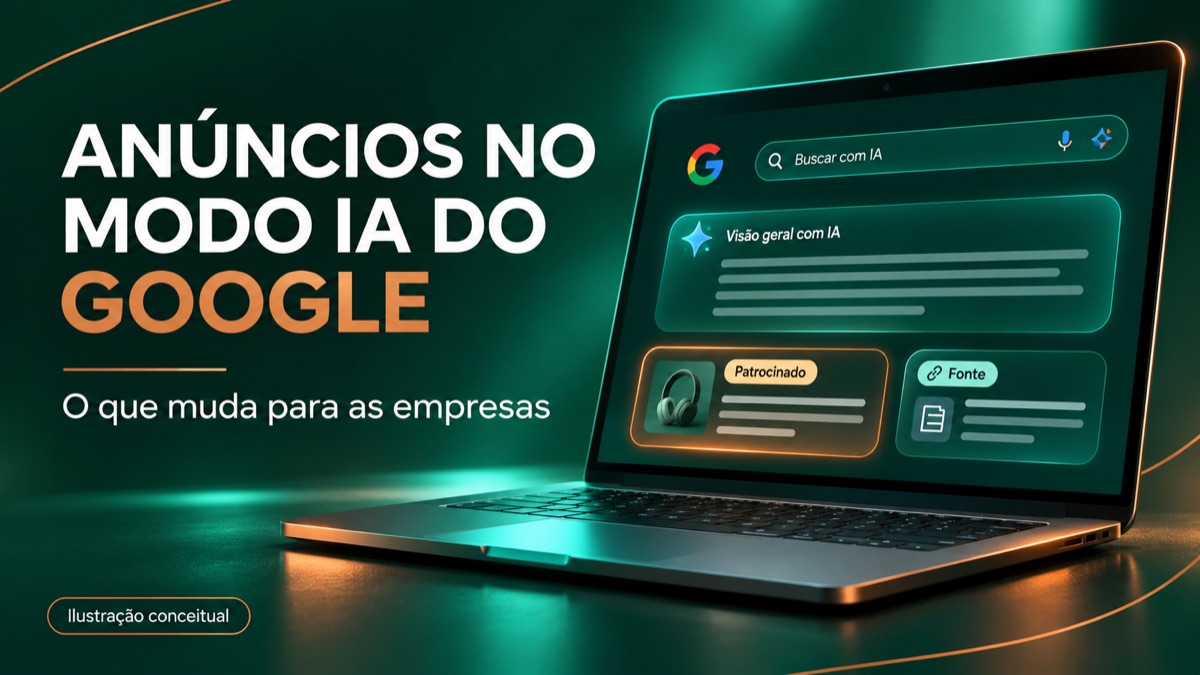 ANÚNCIOS NO
MODO IA DO
GOOGLE
O que muda para as empresas
Ilustração conceitual
G
Buscar com IA
Visão geral com IA
Patrocinado
Fonte